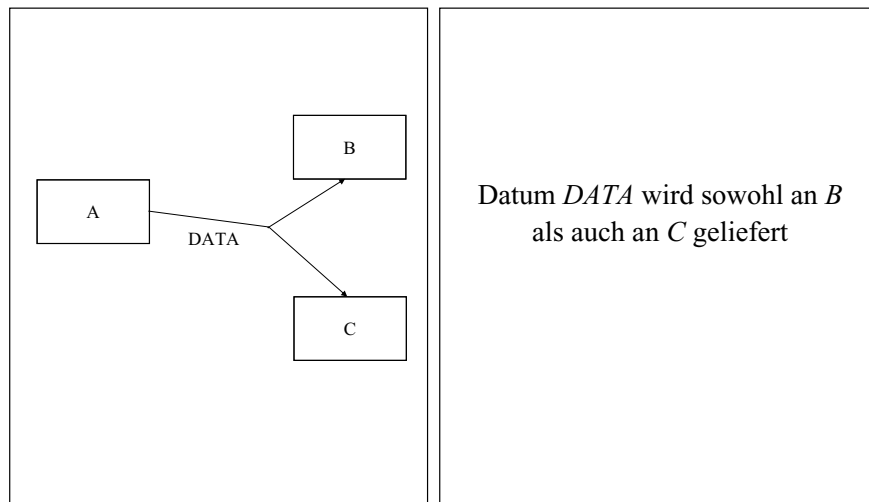 B
A
DATA
C
Datum DATA wird sowohl an B
als auch an C geliefert